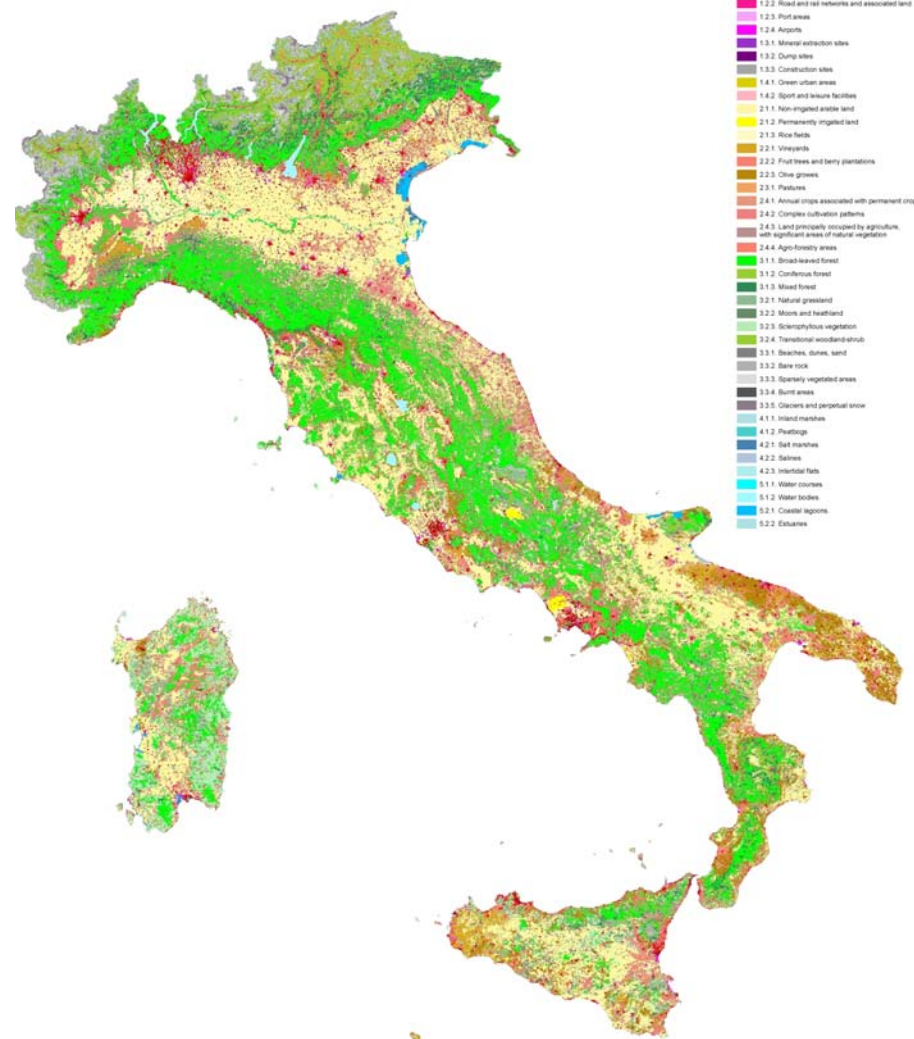 1.2.2. Road and rail networks and associated land
1.2.3. Port areas
1.2.4. Airports
1.3.1. Mineral extraction sites
1.3.2. Dump sites
1.3.3. Construction sites
1.4.1. Green urban areas
1.4.2. Sport and leisure facilities
2.1.1. Non-irrigated arable land
2.1.2. Permanently irrigated land
2.1.3. Rice fields
2.2.1. Vineyards
2.2.2. Fruit trees and berry plantations
2.2.3. Olive growes
2.3.1. Pastures
2.4.1. Annual crops associated with permanent crop
2.4.2. Complex cultivation patterns
2.4.3. Land principally occupied by agriculture,
with significant areas of natural vegetation
2.4.4. Agro-forestry areas
3.1.1. Broad-leaved forest
3.1.2. Coniferous forest
3.1.3. Mixed forest
3.2.1. Natural grassland
3.2.2. Moors and heathland
3.2.3. Sclerophyllous vegetation
3.2.4. Transitional woodland-shrub
3.3.1. Beaches, dunes, sand
3.3.2. Bare rock
3.3.3. Sparsely vegetated areas
3.3.4. Burnt areas
3.3.5. Glaciers and perpetual snow
4.1.1. Inland marshes
4.1.2. Peatbogs
4.2.1. Salt marshes
4.2.2. Salines
4.2.3. Intertidal flats
5.1.1. Water courses
5.1.2. Water bodies
5.2.1. Coastal lagoons
5.2.2. Estuaries